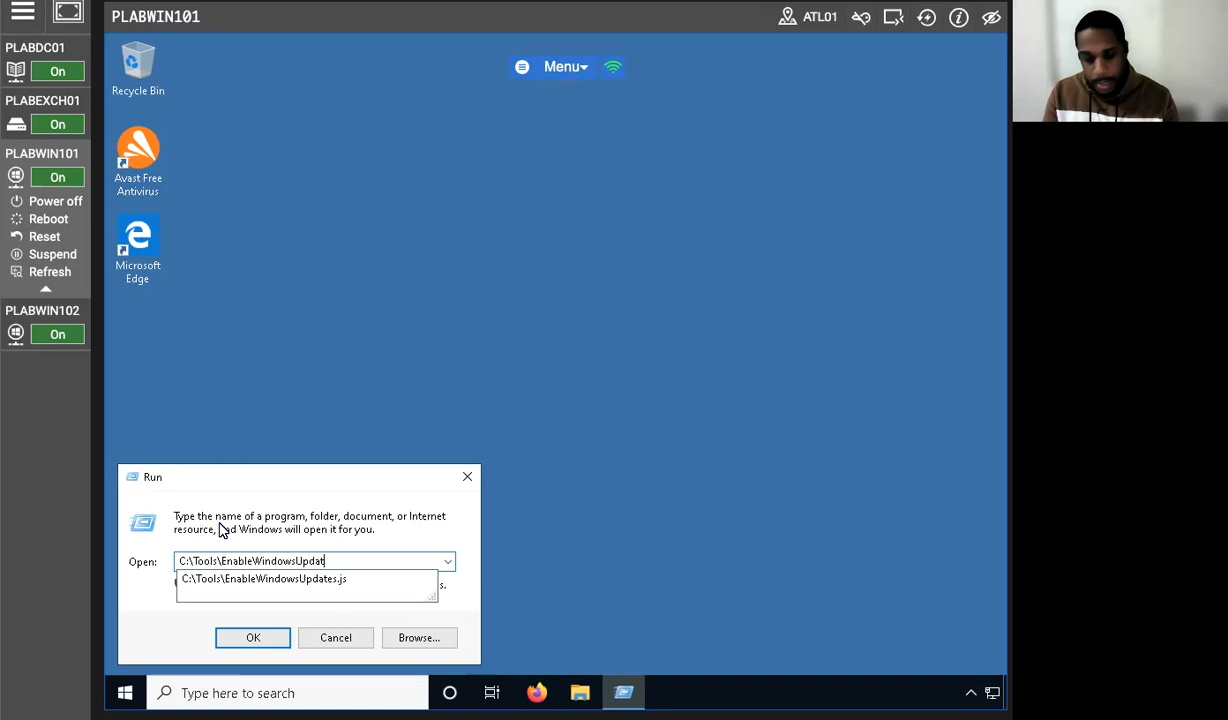 PLABWIN101
ATL01
PLABDC01
On
PLABEXCH01
On
PLABWIN101
On
Power off
Reboot
Reset
Suspend
Refresh
PLABWIN102
On
Menu
Recycle Bin
Avast Free
Antivirus
Microsoft
Edge
Run
Type the name of a program, folder, document, or Internet
resource, and Windows will open it for you.
Open:
C:\Tools\EnableWindowsUpdat
C:\Tools\EnableWindowsUpdates.js
s.
OK
Cancel
Browse...
Type here to search